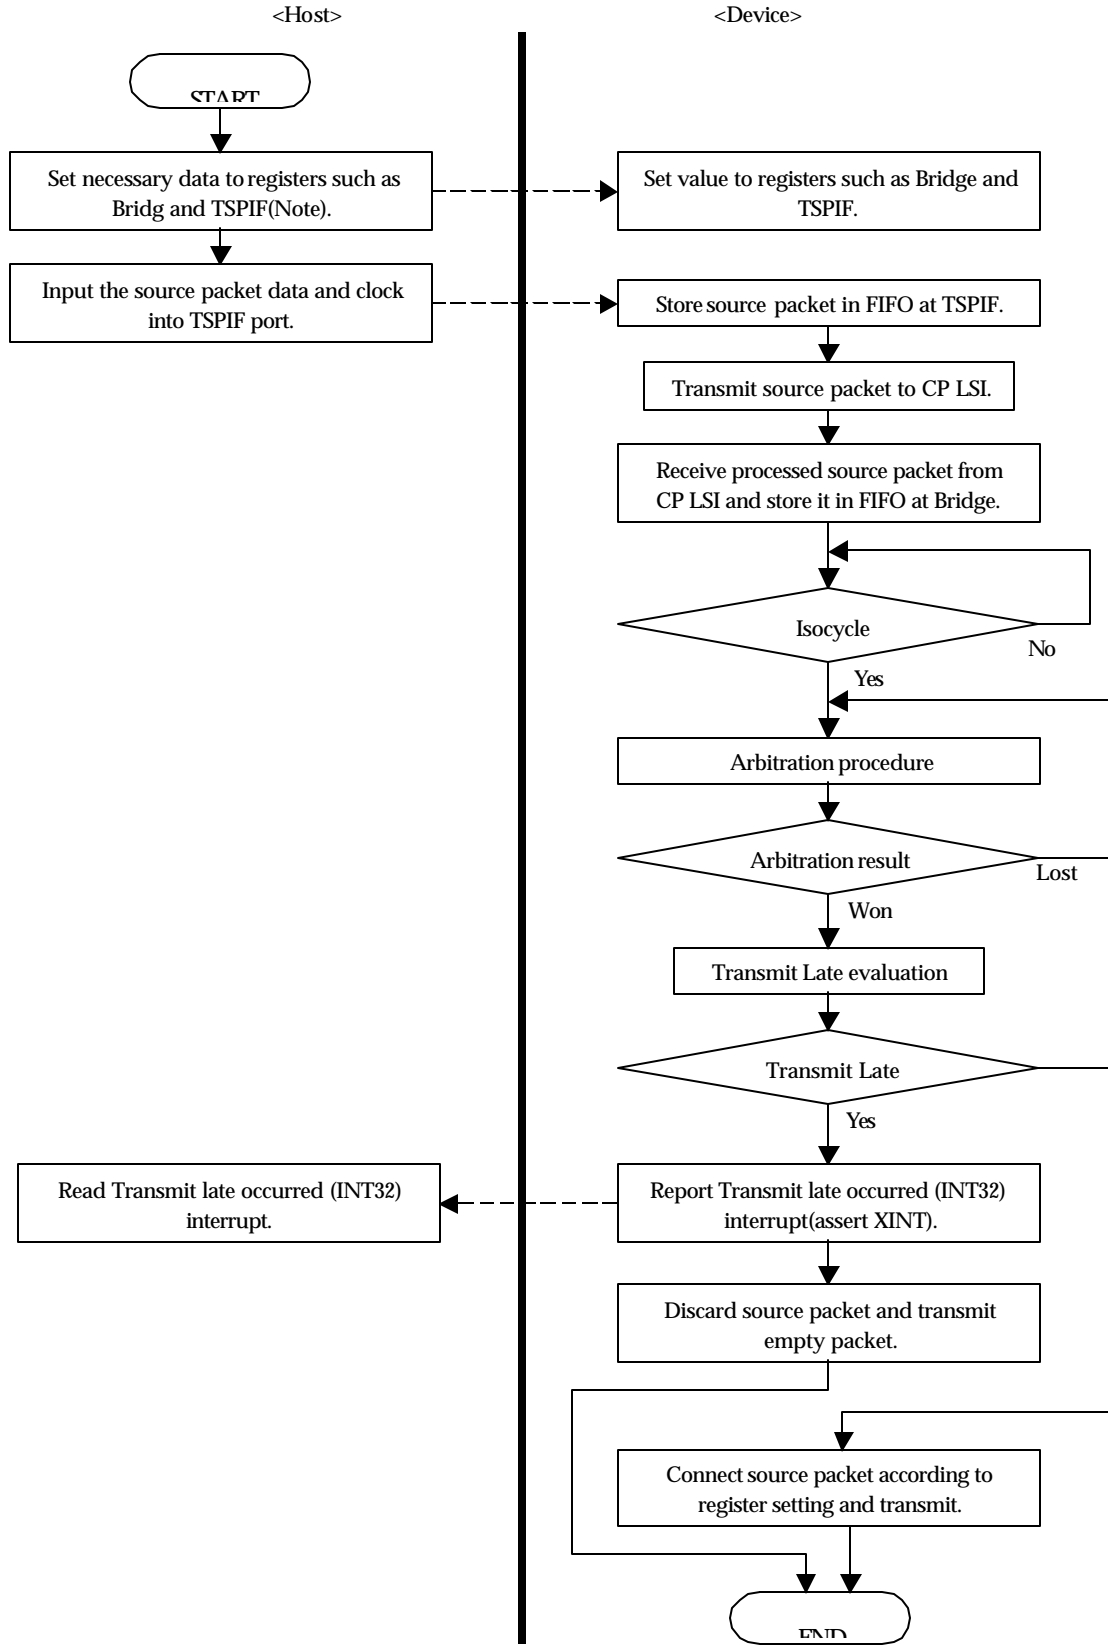 <Host>
<Device>
START
Set necessary data to registers such as
Bridg and TSPIF(Note).
Set value to registers such as Bridge and
TSPIF.
Input the source packet data and clock
into TSPIF port.
Store source packet in FIFO at TSPIF.
Transmit source packet to CP LSI.
Receive processed source packet from
CP LSI and store it in FIFO at Bridge.
Isocycle
No
Yes
Arbitration procedure
Arbitration result
Lost
Won
Transmit Late evaluation
Transmit Late
Yes
Read Transmit late occurred (INT32)
interrupt.
Report Transmit late occurred (INT32)
interrupt(assert XINT).
Discard source packet and transmit
empty packet.
Connect source packet according to
register setting and transmit.
END